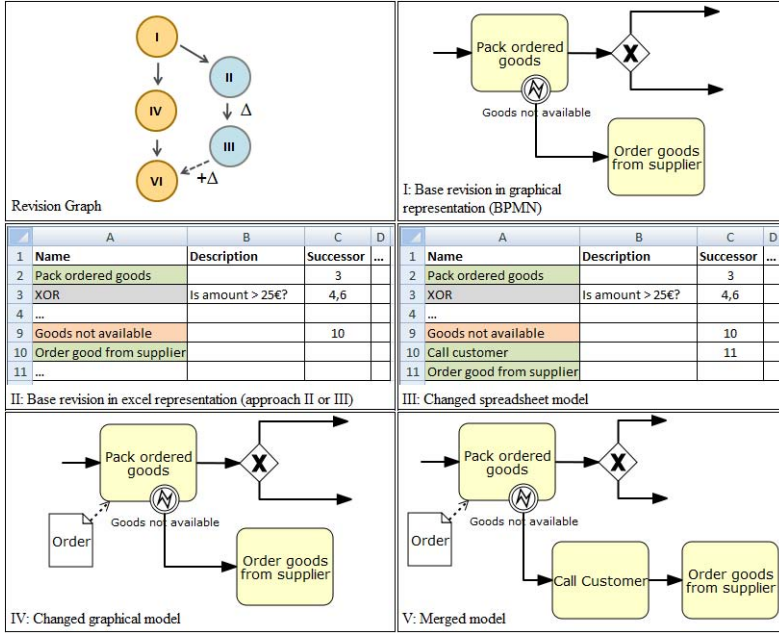 I
II
IV
Δ
III
VI
+Δ
Revision Graph
Pack ordered
goods
X
Goods not available
Order goods
from supplier
I: Base revision in graphical
representation (BPMN)
A B C D
1 Name Description Successor ...
2 Pack ordered goods 3
3 XOR Is amount > 25€? 4,6
4 ...
9 Goods not available 10
10 Order good from supplier
11 ...
II: Base revision in excel representation (approach II or III)
A B C D
1 Name Description Successor ...
2 Pack ordered goods 3
3 XOR Is amount > 25€? 4,6
4 ...
9 Goods not available 10
10 Call customer 11
11 Order good from supplier
III: Changed spreadsheet model
Pack ordered
goods
X
Goods not available
Order
Order goods
from supplier
IV: Changed graphical model
Pack ordered
goods
X
Goods not available
Order
Call Customer
Order goods
from supplier
V: Merged model